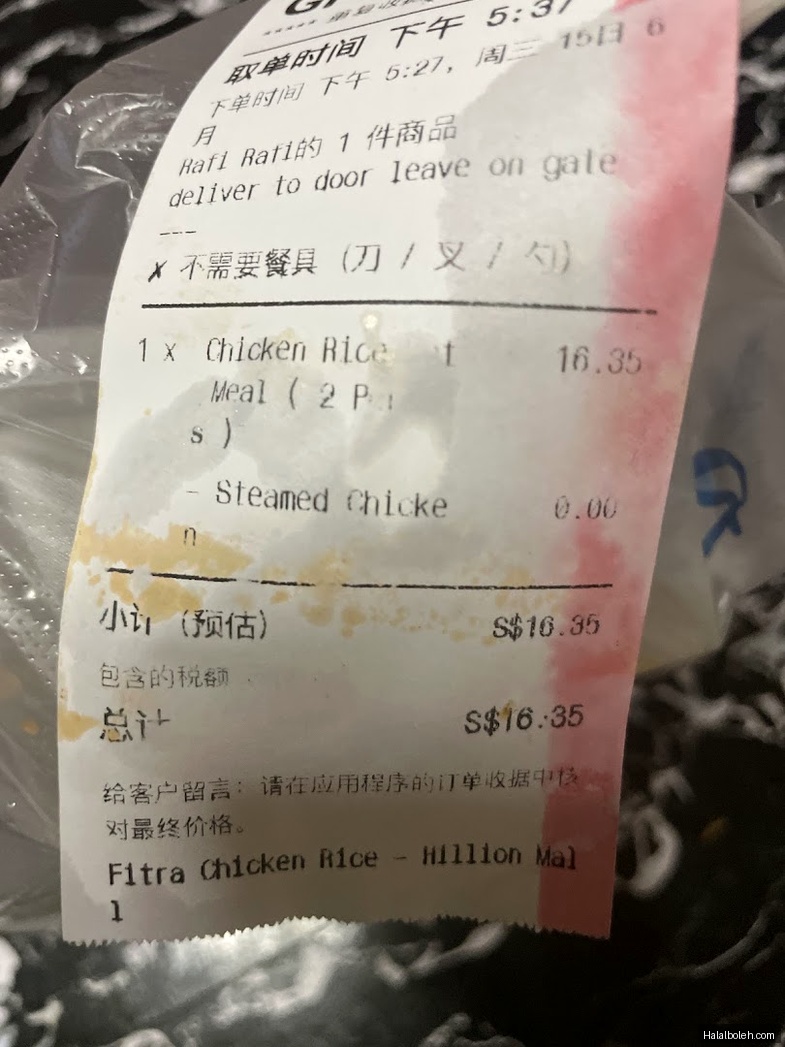 取单时间 下午 5:37
下单时间 下午 5:27, 周三 15日 6
月
Rafi Rafi的 1 件商品
deliver to door leave on gate
---
✗ 不需要餐具 (刀 / 叉 / 勺)
1 x Chicken Rice t 16.35
Meal ( 2 P
s )
- Steamed Chicke 0.00
n
小计 (预估) S$16.35
包含的税额
总计 S$16.35
给客户留言: 请在应用程序的订单收据中核
对最终价格。
Fitra Chicken Rice - Hillion Mal
l
Halalboleh.com